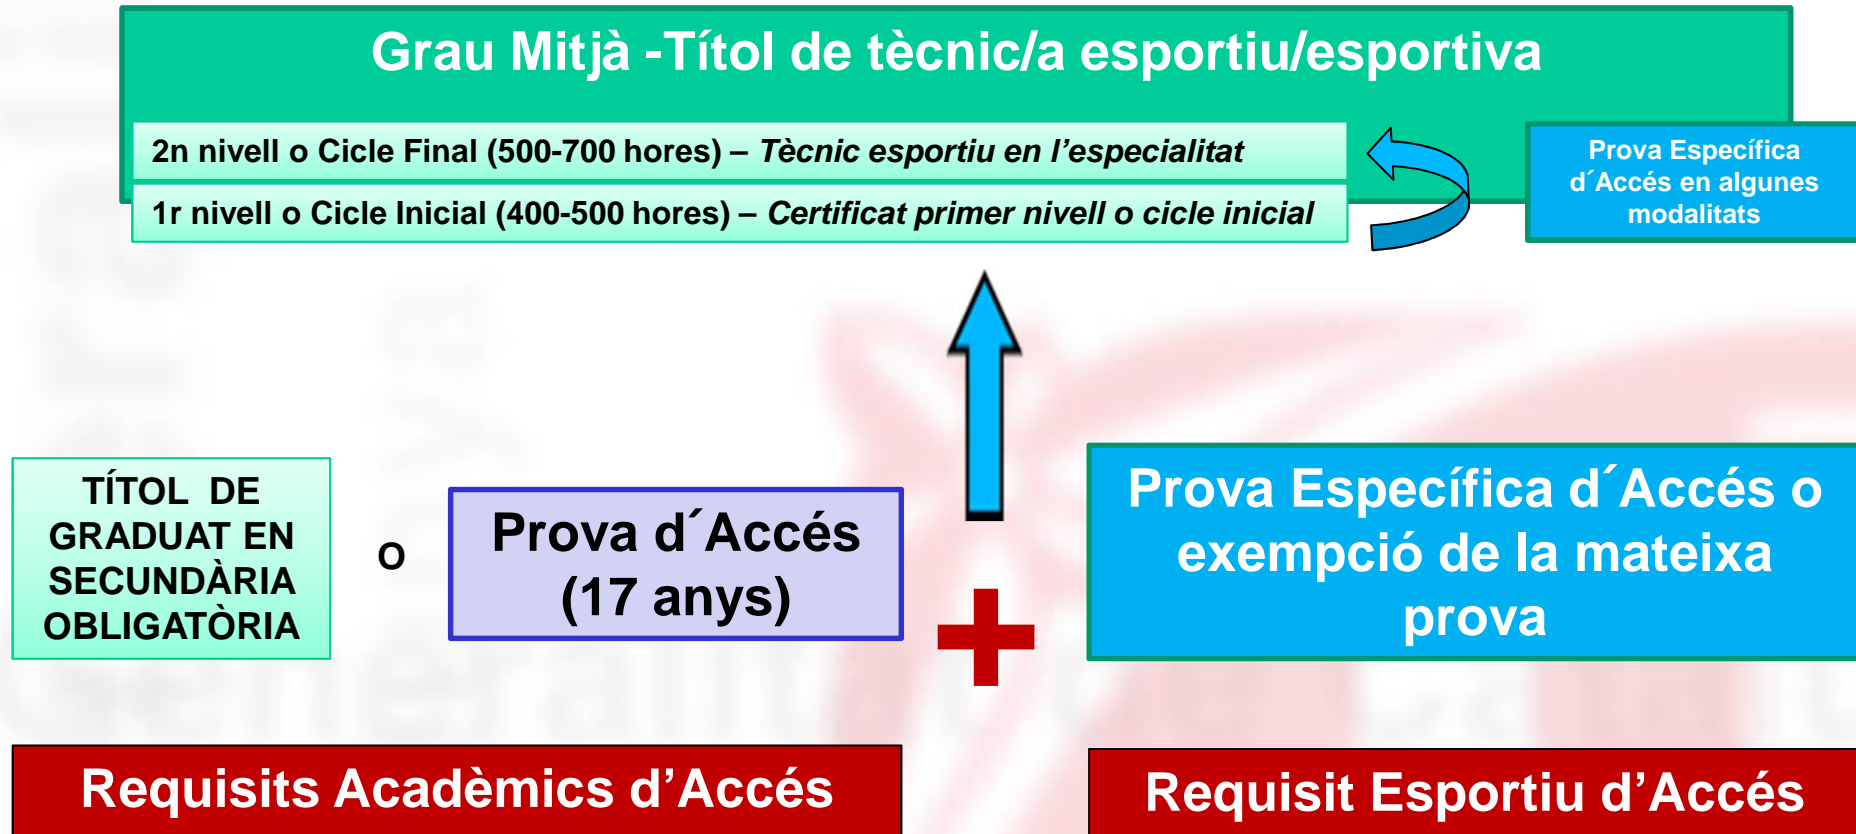 Grau Mitjà -Títol de tècnic/a esportiu/esportiva
2n nivell o Cicle Final (500-700 hores) – Tècnic esportiu en l’especialitat
1r nivell o Cicle Inicial (400-500 hores) – Certificat primer nivell o cicle inicial
Prova Específica
d´Accés en algunes
modalitats
TÍTOL DE
GRADUAT EN
SECUNDÀRIA
OBLIGATÒRIA
O
Prova d´Accés
(17 anys)
Prova Específica d´Accés o
exempció de la mateixa
prova
Requisits Acadèmics d’Accés
Requisit Esportiu d’Accés